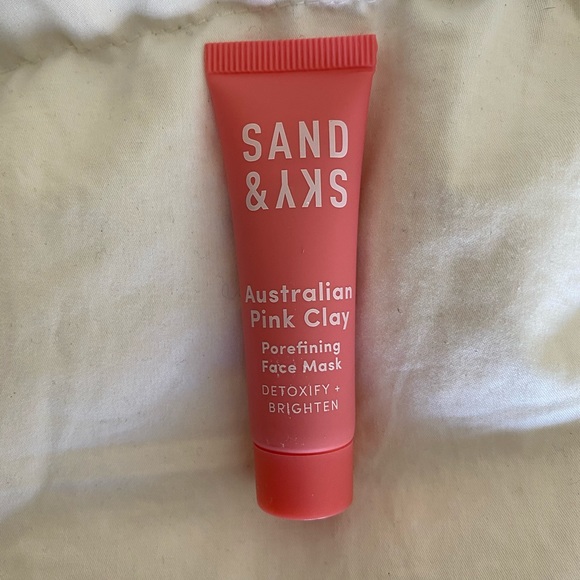 SAND
& SKY
Australian
Pink Clay
Porefining
Face Mask
DETOXIFY +
BRIGHTEN